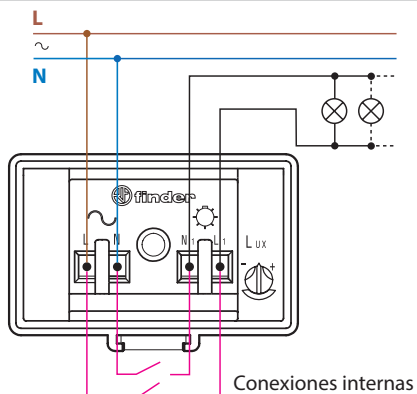 L
~
N
finder
~
L N N1 L1 LUX
- +
Conexiones internas